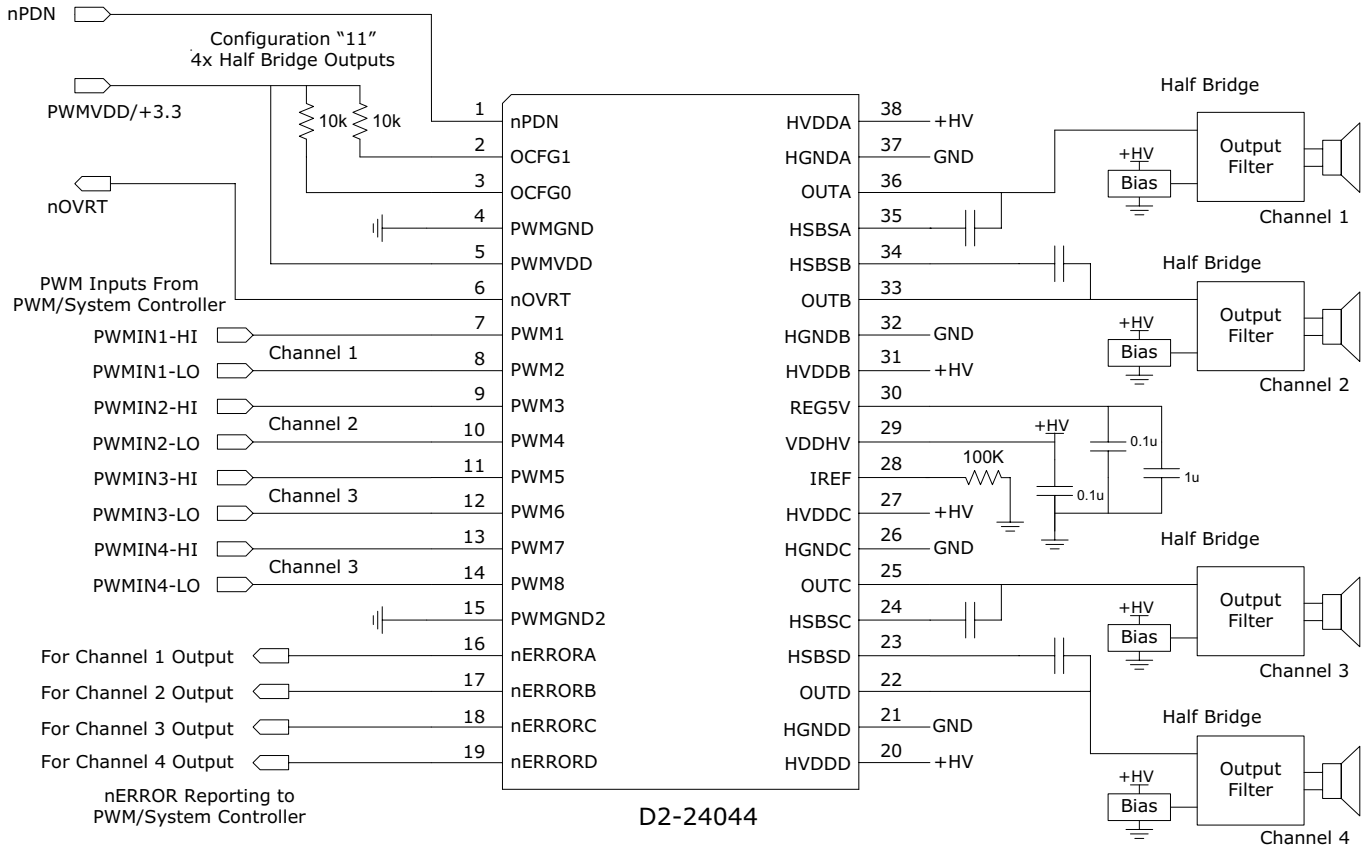 nPDN
Configuration “11”
4x Half Bridge Outputs
PWMVDD/+3.3
10k
10k
nOVRT
PWM Inputs From
PWM/System Controller
PWMIN1-HI
Channel 1
PWMIN1-LO
PWMIN2-HI
Channel 2
PWMIN2-LO
PWMIN3-HI
Channel 3
PWMIN3-LO
PWMIN4-HI
Channel 3
PWMIN4-LO
For Channel 1 Output
For Channel 2 Output
For Channel 3 Output
For Channel 4 Output
nERROR Reporting to
PWM/System Controller
1 nPDN
2 OCFG1
3 OCFG0
4 PWMGND
5 PWMVDD
6 nOVRT
7 PWM1
8 PWM2
9 PWM3
10 PWM4
11 PWM5
12 PWM6
13 PWM7
14 PWM8
15 PWMGND2
16 nERRORA
17 nERRORB
18 nERRORC
19 nERRORD
HVDDA 38 +HV
HGNDA 37 GND
OUTA 36
HSBSA 35
HSBSB 34
OUTB 33
HGNDB 32 GND
HVDDB 31 +HV
REG5V 30
VDDHV 29
IREF 28
HVDDC 27 +HV
HGNDC 26 GND
OUTC 25
HSBSC 24
HSBSD 23
OUTD 22
HGNDD 21 GND
HVDDD 20 +HV
D2-24044
100K
+HV
0.1u
0.1u
1u
Half Bridge
+HV
Bias
Output
Filter
Channel 1
Half Bridge
+HV
Bias
Output
Filter
Channel 2
Half Bridge
+HV
Bias
Output
Filter
Channel 3
Half Bridge
+HV
Bias
Output
Filter
Channel 4